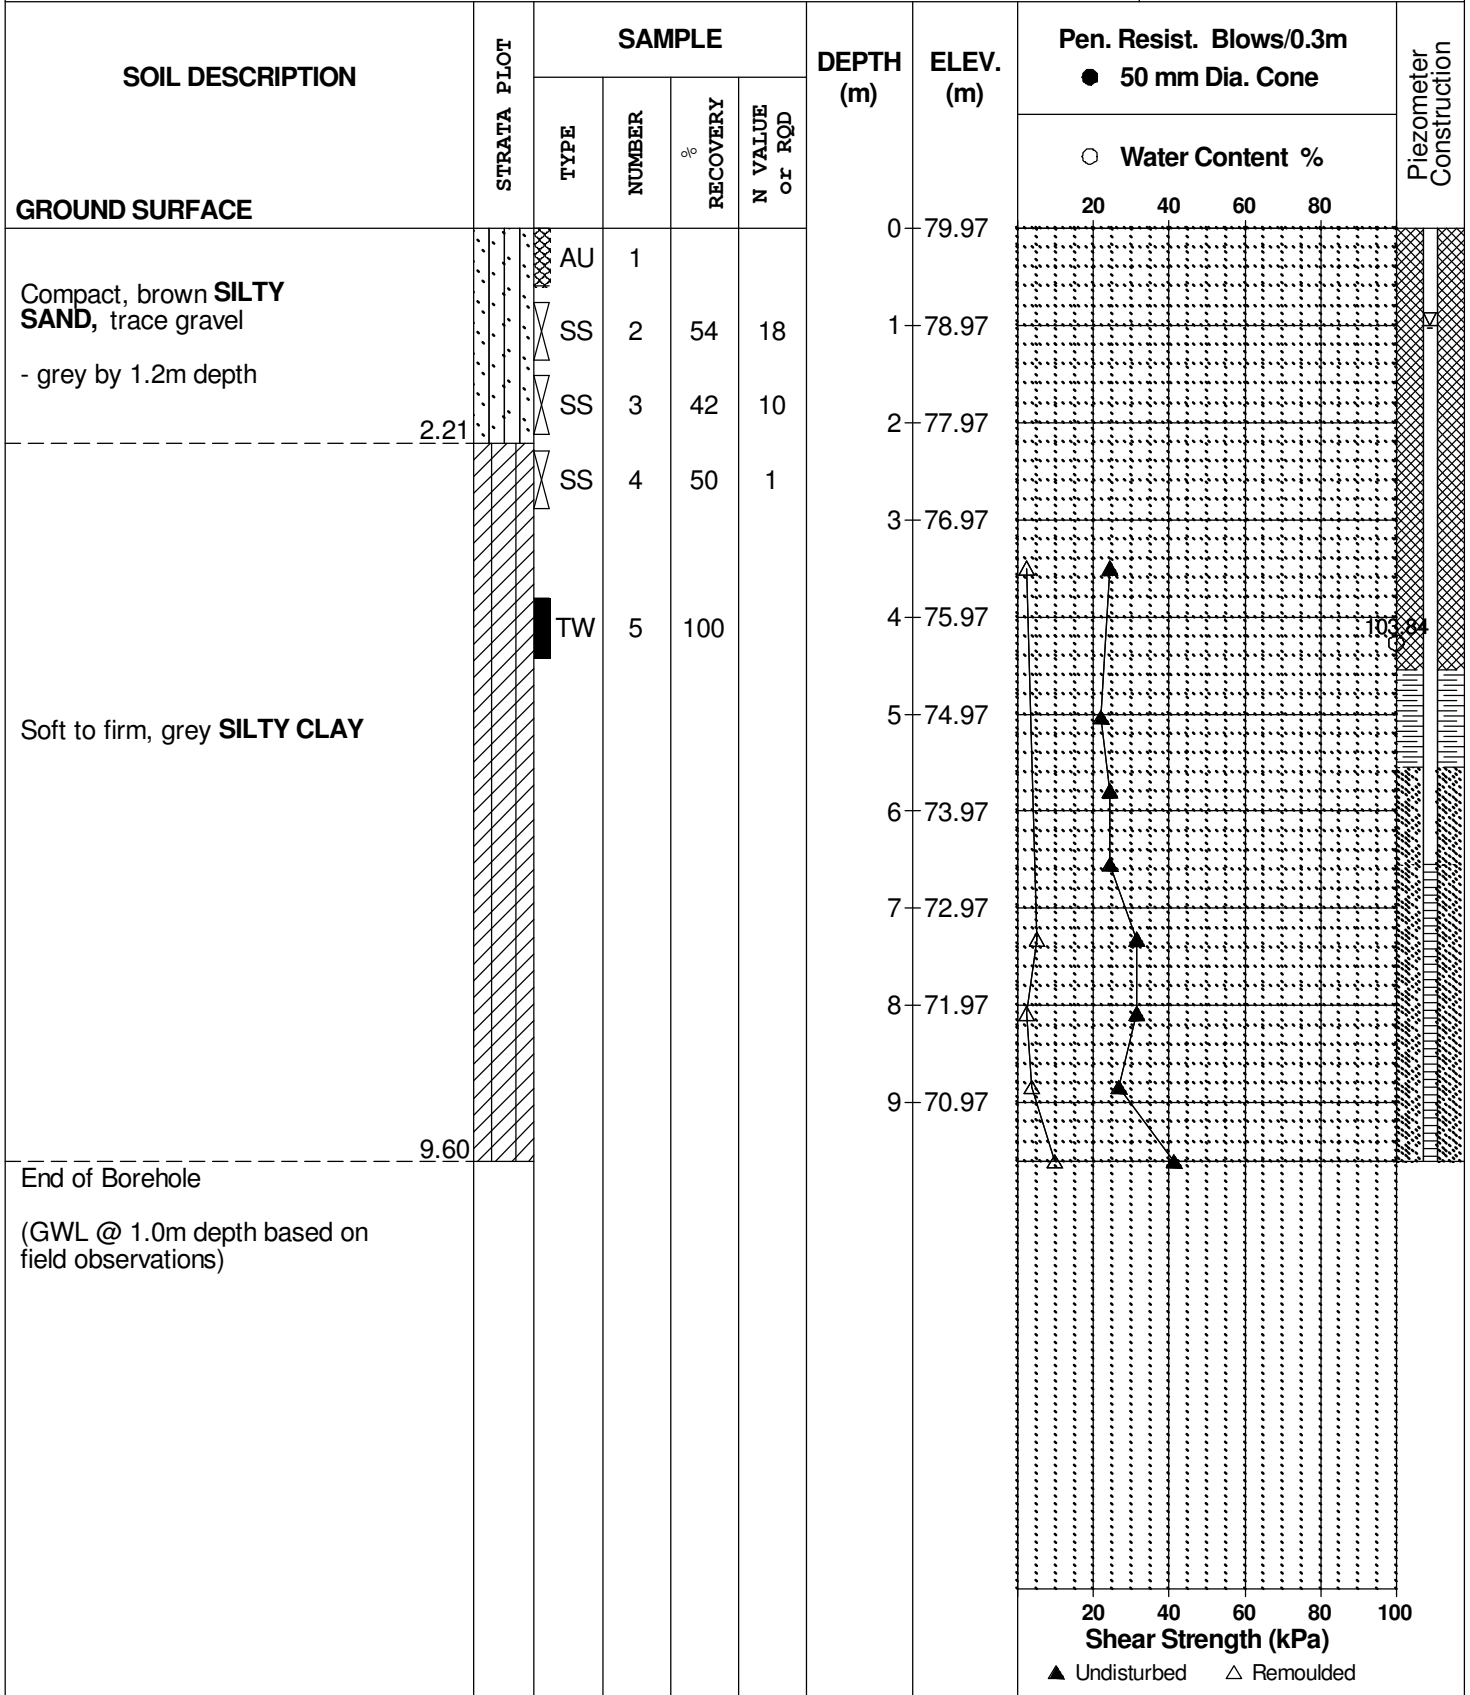 SOIL DESCRIPTION
GROUND SURFACE
STRATA PLOT
SAMPLE
TYPE
NUMBER
%
RECOVERY
N VALUE
or RQD
DEPTH
(m)
ELEV.
(m)
Pen. Resist. Blows/0.3m
● 50 mm Dia. Cone
○ Water Content %
20 40 60 80
Piezometer
Construction
0 79.97
AU 1
Compact, brown SILTY
SAND, trace gravel
SS 2 54 18
1 78.97
- grey by 1.2m depth
SS 3 42 10
2 77.97
2.21
SS 4 50 1
3 76.97
4 75.97
TW 5 100
103.84
Soft to firm, grey SILTY CLAY
5 74.97
6 73.97
7 72.97
8 71.97
9 70.97
9.60
End of Borehole
(GWL @ 1.0m depth based on
field observations)
20 40 60 80 100
Shear Strength (kPa)
▲ Undisturbed △ Remoulded